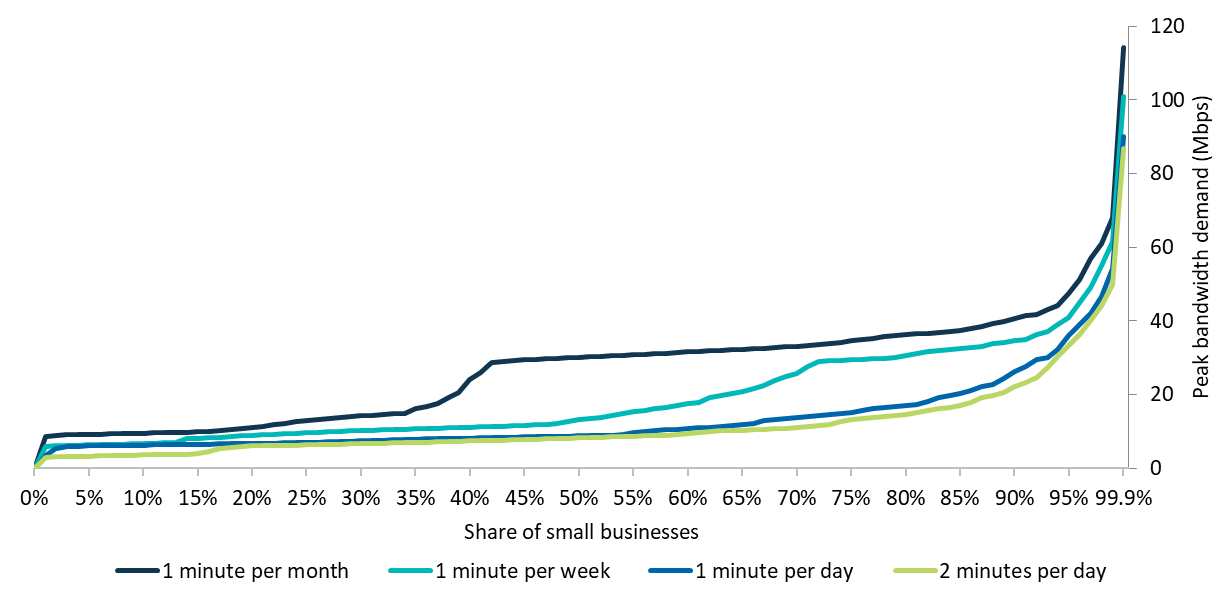 120
100
80
60
40
20
0
Peak bandwidth demand (Mbps)
0% 5% 10% 15% 20% 25% 30% 35% 40% 45% 50% 55% 60% 65% 70% 75% 80% 85% 90% 95% 99.9%
Share of small businesses
1 minute per month 1 minute per week 1 minute per day 2 minutes per day